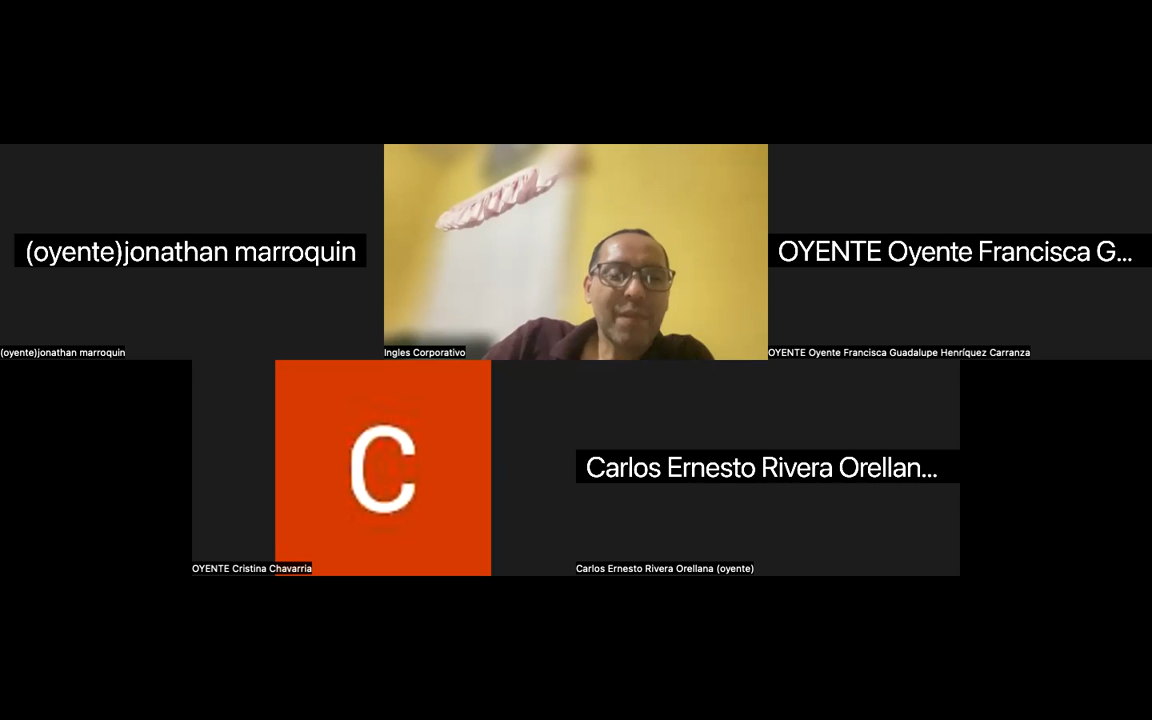 (oyente)jonathan marroquin
(oyente)jonathan marroquin
Ingles Corporativo
OYENTE Oyente Francisca G...
OYENTE Oyente Francisca Guadalupe Henríquez Carranza
C
OYENTE Cristina Chavarria
Carlos Ernesto Rivera Orellan...
Carlos Ernesto Rivera Orellana (oyente)